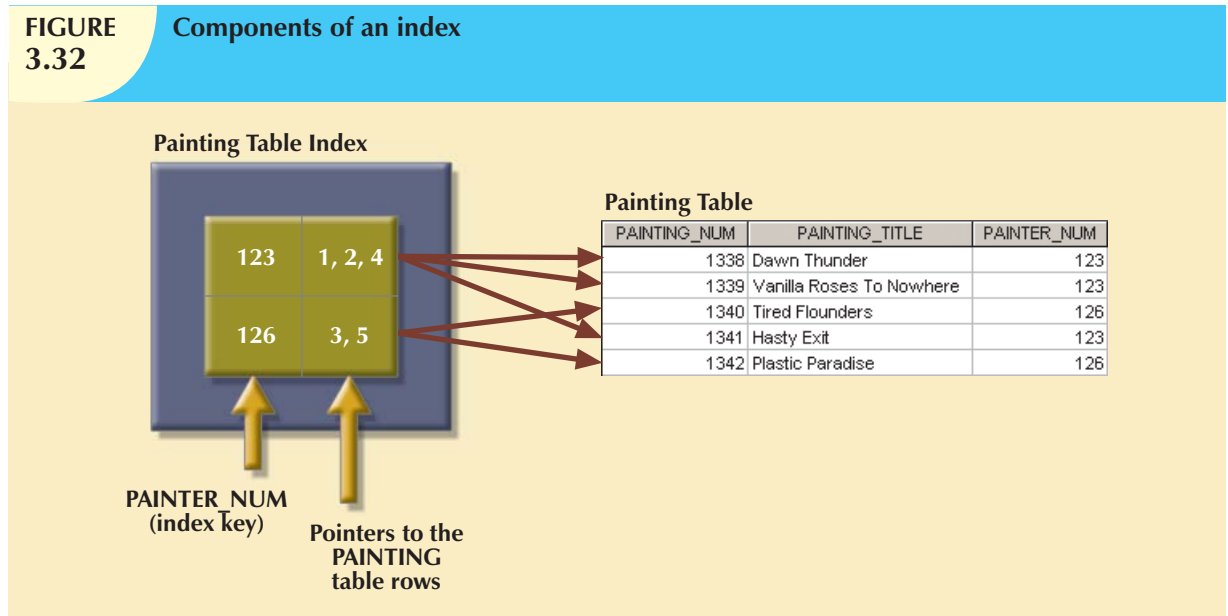 FIGURE
3.32
Components of an index
Painting Table Index
123 1, 2, 4
126 3, 5
PAINTER_NUM
(index key)
Pointers to the
PAINTING
table rows
Painting Table
PAINTING_NUM PAINTING_TITLE PAINTER_NUM
1338 Dawn Thunder 123
1339 Vanilla Roses To Nowhere 123
1340 Tired Flounders 126
1341 Hasty Exit 123
1342 Plastic Paradise 126